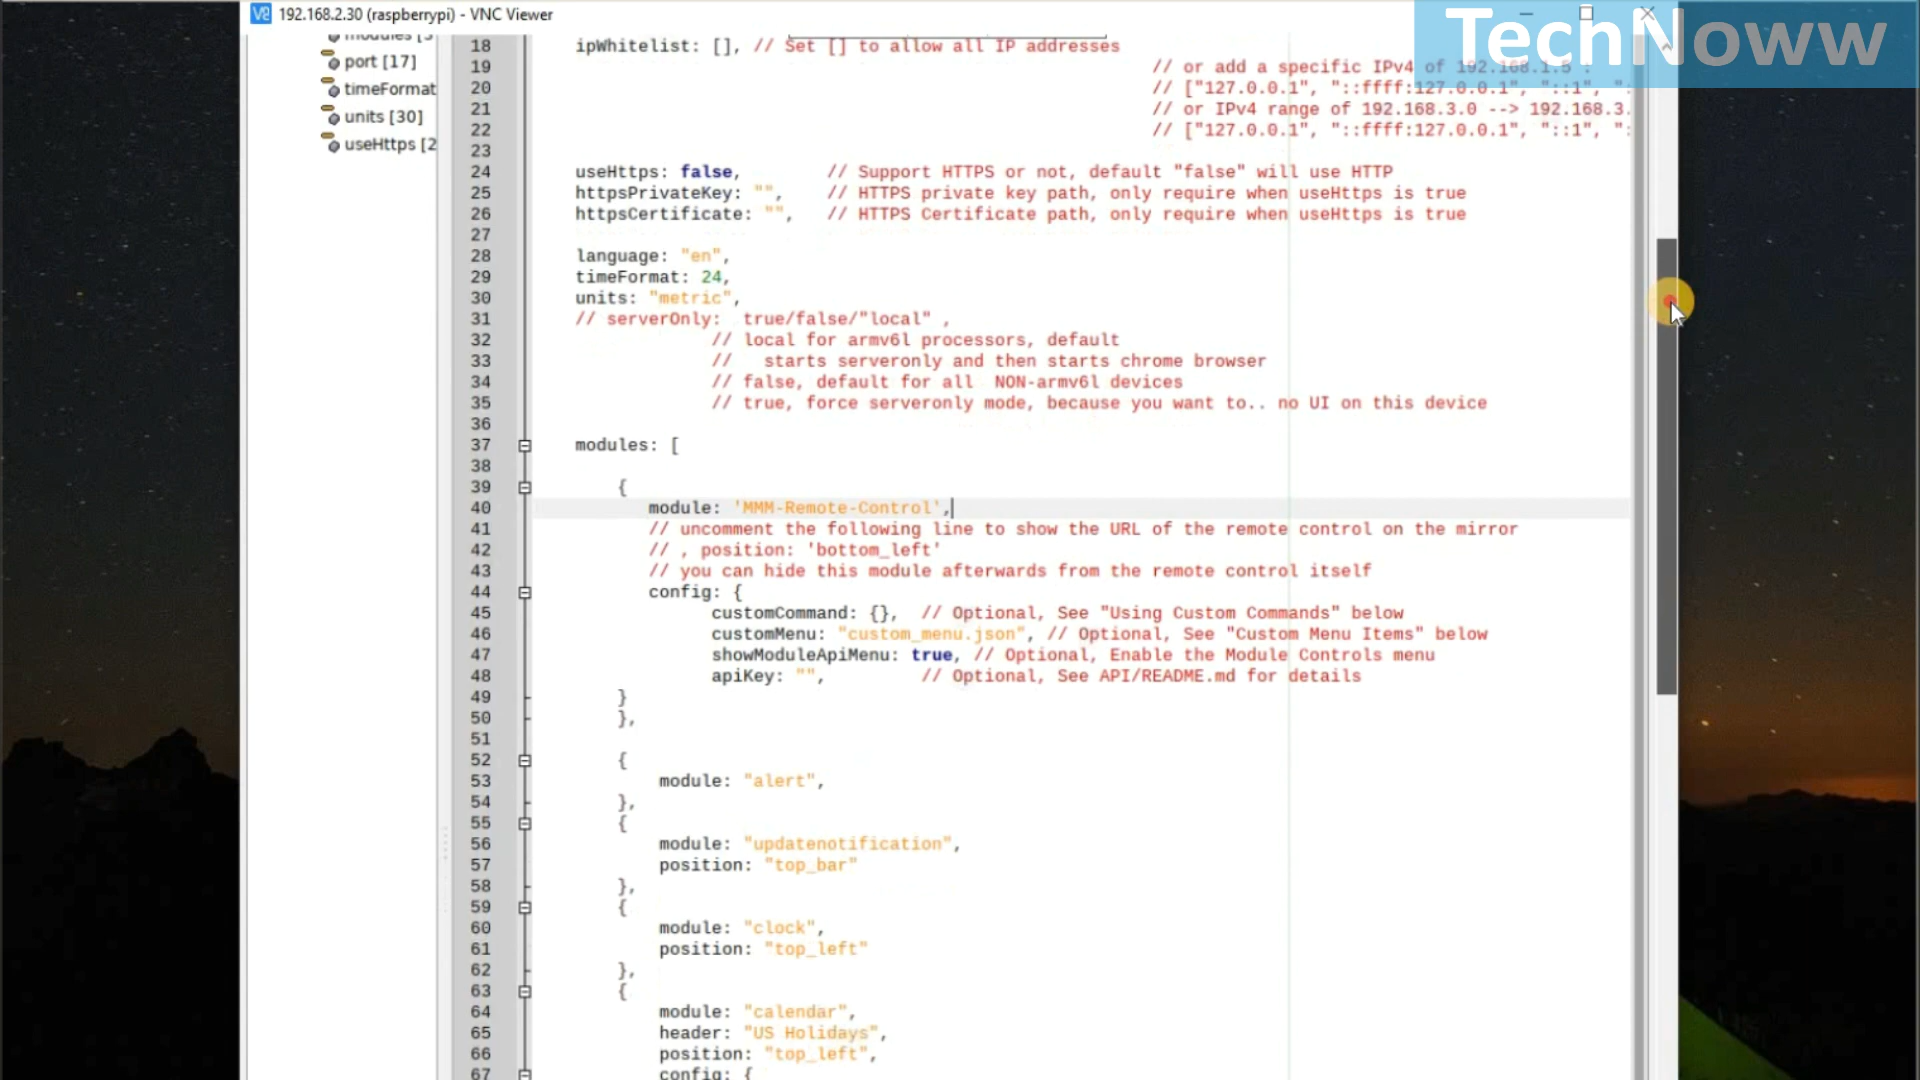 192.168.2.30 (raspberrypi) - VNC Viewer
TechNoww
port [17]
timeFormat
units [30]
useHttps [2
18 ipWhitelist: [], // Set [] to allow all IP addresses
19 // or add a specific IPv4 of 192.168.1.5 :
20 // ["127.0.0.1", "::ffff:127.0.0.1", "::1", ":
21 // or IPv4 range of 192.168.3.0 --> 192.168.3.
22 // ["127.0.0.1", "::ffff:127.0.0.1", "::1", ":
23
24 useHttps: false, // Support HTTPS or not, default "false" will use HTTP
25 httpsPrivateKey: "", // HTTPS private key path, only require when useHttps is true
26 httpsCertificate: "", // HTTPS Certificate path, only require when useHttps is true
27
28 language: "en",
29 timeFormat: 24,
30 units: "metric",
31 // serverOnly: true/false/"local" ,
32 // local for armv6l processors, default
33 // starts serveronly and then starts chrome browser
34 // false, default for all NON-armv6l devices
35 // true, force serveronly mode, because you want to.. no UI on this device
36
37 modules: [
38
39 {
40 module: 'MMM-Remote-Control',
41 // uncomment the following line to show the URL of the remote control on the mirror
42 // , position: 'bottom_left'
43 // you can hide this module afterwards from the remote control itself
44 config: {
45 customCommand: {}, // Optional, See "Using Custom Commands" below
46 customMenu: "custom_menu.json", // Optional, See "Custom Menu Items" below
47 showModuleApiMenu: true, // Optional, Enable the Module Controls menu
48 apiKey: "", // Optional, See API/README.md for details
49 }
50 },
51
52 {
53 module: "alert",
54 },
55 {
56 module: "updatenotification",
57 position: "top_bar"
58 },
59 {
60 module: "clock",
61 position: "top_left"
62 },
63 {
64 module: "calendar",
65 header: "US Holidays",
66 position: "top_left",
67 config: {